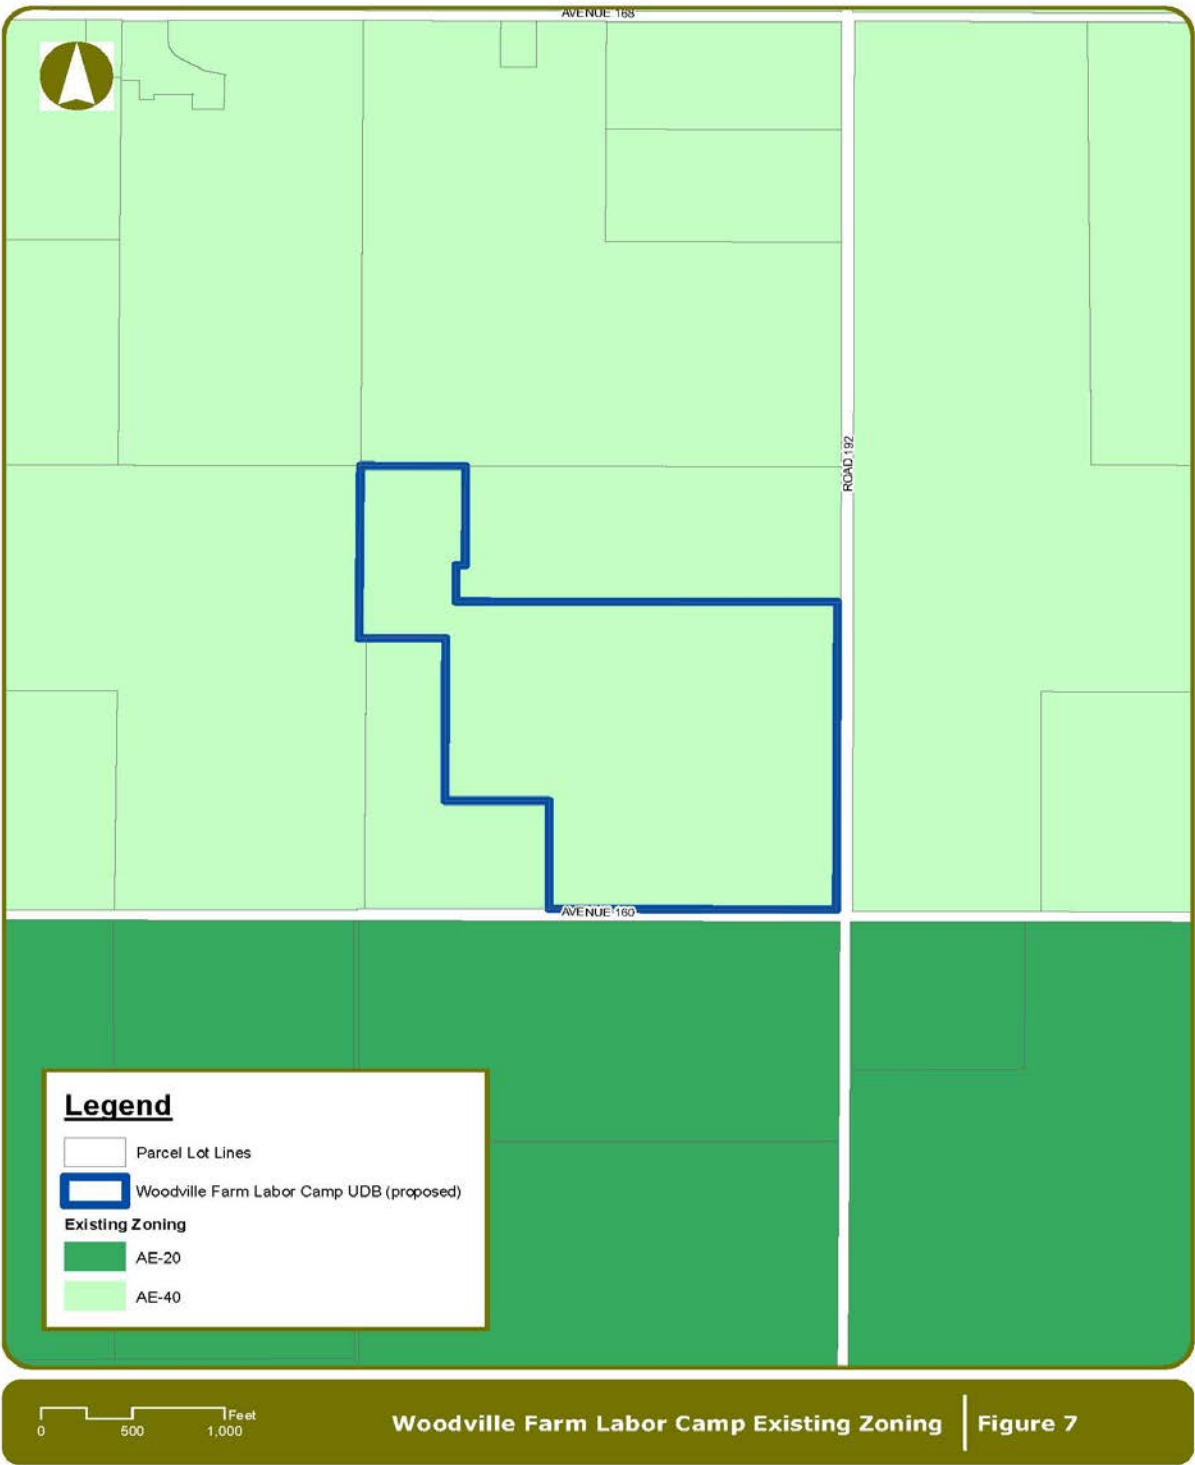 AVENUE 168
ROAD 192
AVENUE 160
Legend
Parcel Lot Lines
Woodville Farm Labor Camp UDB (proposed)
Existing Zoning
AE-20
AE-40
Feet
0 500 1,000
Woodville Farm Labor Camp Existing Zoning
Figure 7